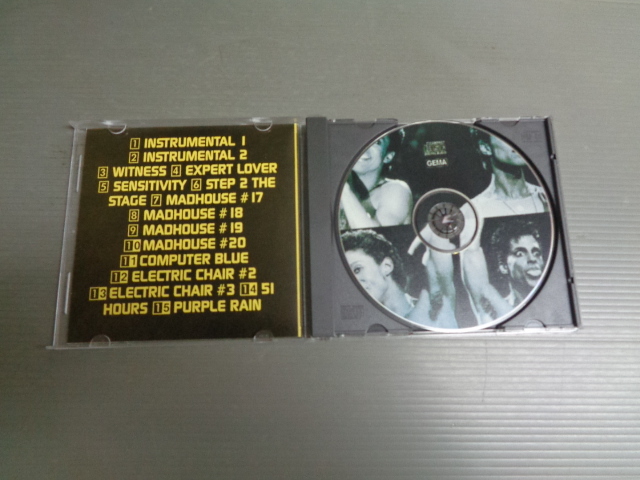 1 INSTRUMENTAL 1
2 INSTRUMENTAL 2
3 WITNESS 4 EXPERT LOVER
5 SENSITIVITY 6 STEP 2 THE
STAGE 7 MADHOUSE #17
8 MADHOUSE #18
9 MADHOUSE #19
10 MADHOUSE #20
11 COMPUTER BLUE
12 ELECTRIC CHAIR #2
13 ELECTRIC CHAIR #3 14 51
HOURS 15 PURPLE RAIN
GEMA